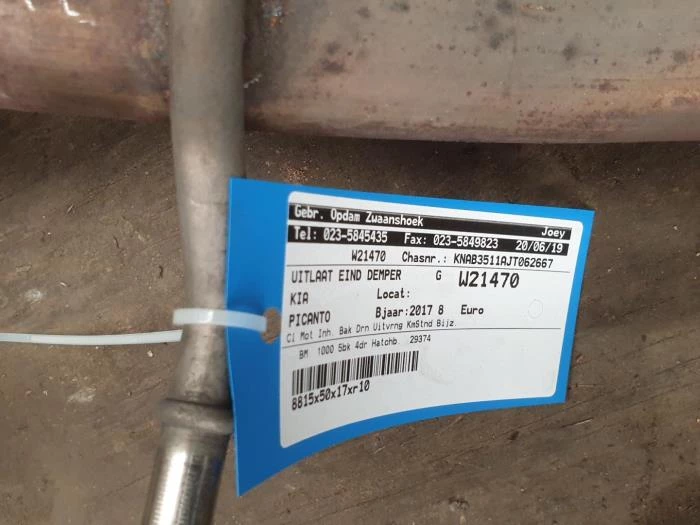 Gebr. Opdam Zwaanshoek Joey
Tel: 023-5845435 Fax: 023-5849823 20/06/19
W21470 Chasnr.: KNAB3511AJT062667
UITLAAT EIND DEMPER G W21470
KIA Locat:
PICANTO Bjaar:2017 8 Euro
Cl Mot Inh. Bak Drn Uitvrng KmStnd Bijz.
BM 1000 5bk 4dr Hatchb. 29374
8815x50x17xr10